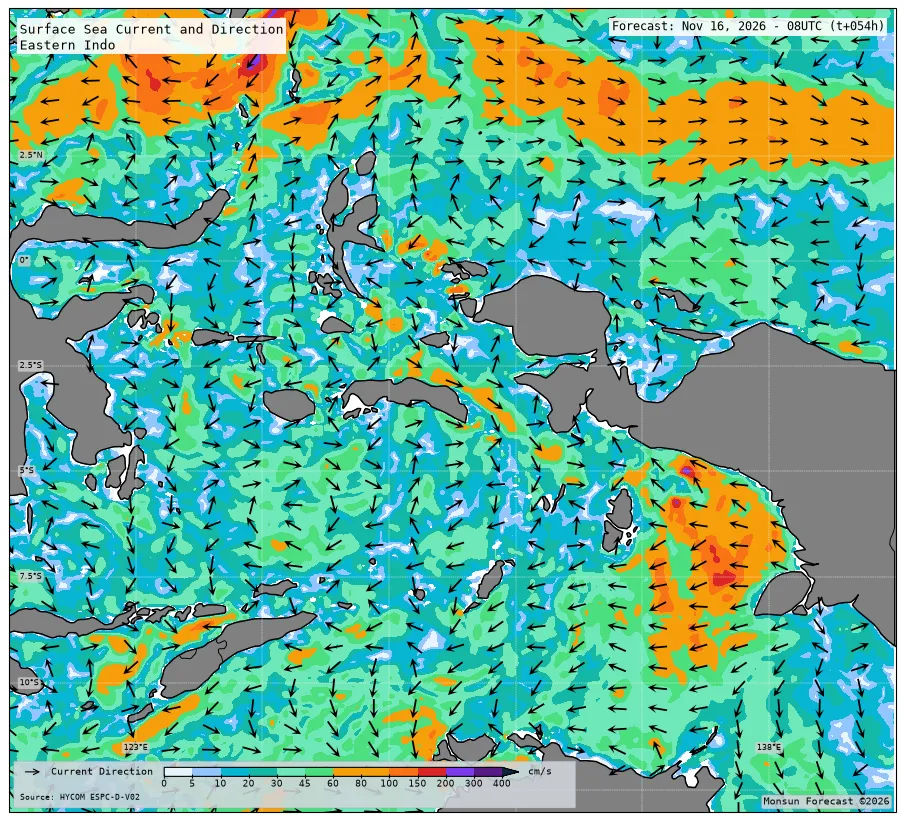 Surface Sea Current and Direction
Eastern Indo
Forecast: Nov 16, 2026 - 08UTC (t+054h)
2.5°N
0°
2.5°S
5°S
7.5°S
10°S
123°E
138°E
Current Direction
0 5 10 20 30 45 60 80 100 150 200 300 400
cm/s
Source: HYCOM ESPC-D-V02
Monsun Forecast ©2026